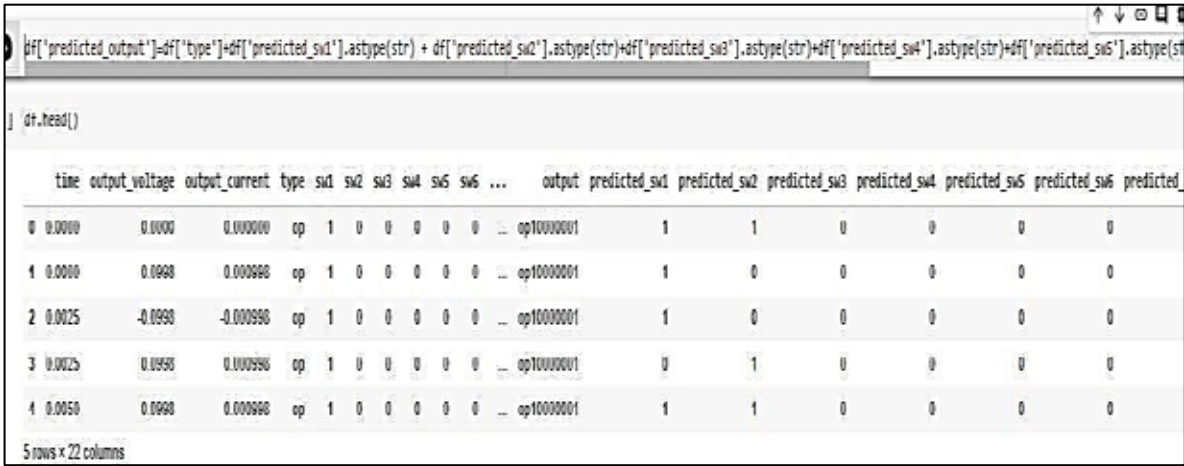 df['predicted_output']=df['type']+df['predicted_sw1'].astype(str) + df['predicted_sw2'].astype(str)+df['predicted_sw3'].astype(str)+df['predicted_sw4'].astype(str)+df['predicted_sw5'].astype(st
df.head()
time output_voltage output_current type sw1 sw2 sw3 sw4 sw5 sw6 ... output predicted_sw1 predicted_sw2 predicted_sw3 predicted_sw4 predicted_sw5 predicted_sw6 predicted_
0 0.0000 0.0000 0.000000 op 1 0 0 0 0 0 ... op10000001 1 1 0 0 0 0
1 0.0000 0.0998 0.000998 op 1 0 0 0 0 0 ... op10000001 1 0 0 0 0 0
2 0.0025 -0.0998 -0.000998 op 1 0 0 0 0 0 ... op10000001 1 0 0 0 0 0
3 0.0025 0.0998 0.000998 op 1 0 0 0 0 0 ... op10000001 0 1 0 0 0 0
4 0.0050 0.0998 0.000998 op 1 0 0 0 0 0 ... op10000001 1 1 0 0 0 0
5 rows × 22 columns